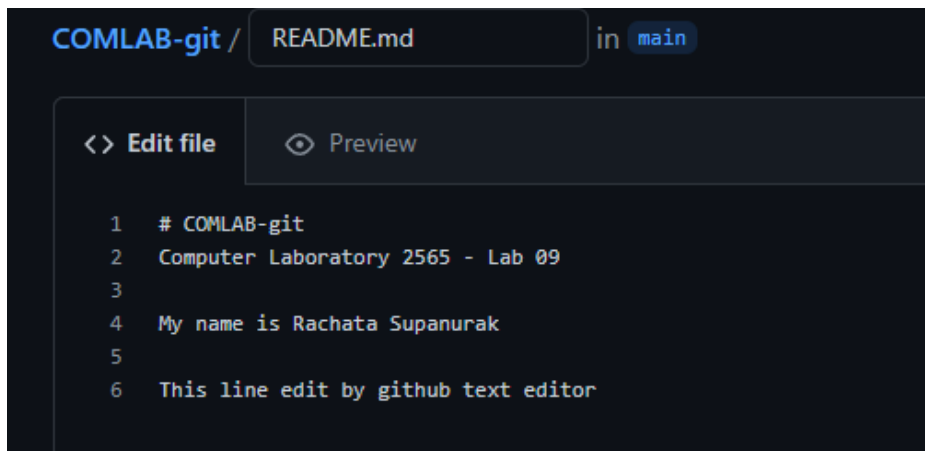 COMLAB-git / README.md in main
<> Edit file Preview
1 # COMLAB-git
2 Computer Laboratory 2565 - Lab 09
3
4 My name is Rachata Supanurak
5
6 This line edit by github text editor